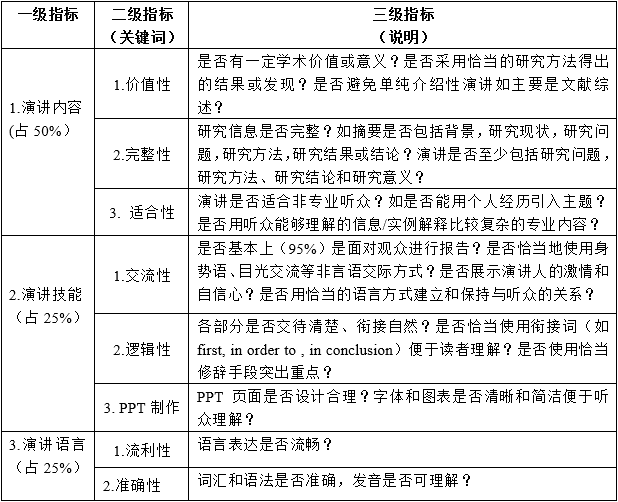 一级指标
二级指标
（关键词）
三级指标
（说明）
1.演讲内容
(占50%）
1.价值性
是否有一定学术价值或意义？是否采用恰当的研究方法得出
的结果或发现？是否避免单纯介绍性演讲如主要是文献综
述？
2.完整性
研究信息是否完整？如摘要是否包括背景，研究现状，研究问
题，研究方法，研究结果或结论？演讲是否至少包括研究问题，
研究方法、研究结论和研究意义？
3. 适合性
演讲是否适合非专业听众？如是否能用个人经历引入主题？
是否用听众能够理解的信息/实例解释比较复杂的专业内容？
2.演讲技能
（占25%）
1.交流性
是否基本上（95%）是面对观众进行报告？是否恰当地使用身
势语、目光交流等非言语交际方式？是否展示演讲人的激情和
自信心？是否用恰当的语言方式建立和保持与听众的关系？
2.逻辑性
各部分是否交待清楚、衔接自然？是否恰当使用衔接词（如
first, in order to , in conclusion）便于读者理解？是否使用恰当
修辞手段突出重点？
3. PPT 制作
PPT 页面是否设计合理？字体和图表是否清晰和简洁便于听
众理解？
3.演讲语言
（占25%）
1.流利性
语言表达是否流畅？
2.准确性
词汇和语法是否准确，发音是否可理解？